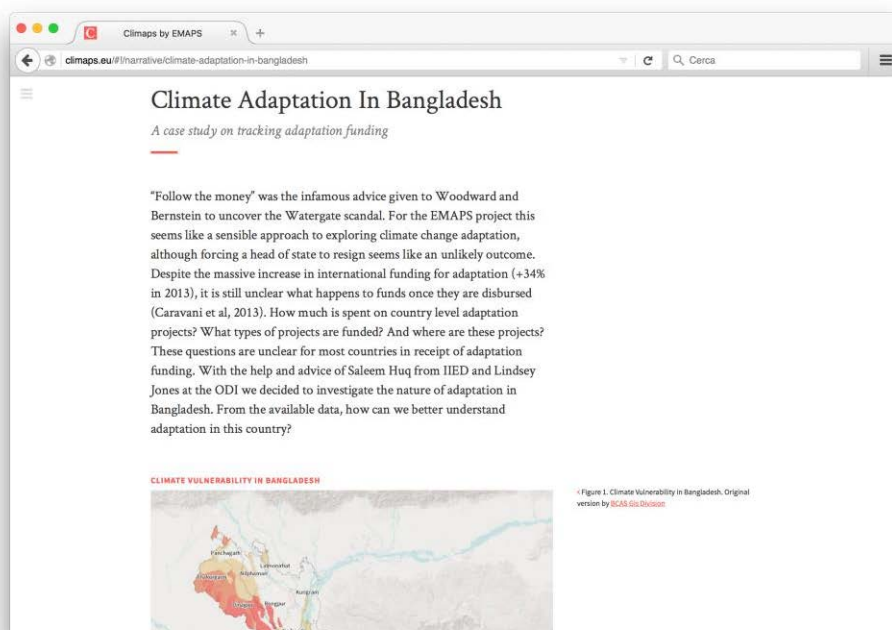 Climaps by EMAPS
climaps.eu/#!/narrative/climate-adaptation-in-bangladesh
Cerca
Climate Adaptation In Bangladesh
A case study on tracking adaptation funding
"Follow the money" was the infamous advice given to Woodward and
Bernstein to uncover the Watergate scandal. For the EMAPS project this
seems like a sensible approach to exploring climate change adaptation,
although forcing a head of state to resign seems like an unlikely outcome.
Despite the massive increase in international funding for adaptation (+34%
in 2013), it is still unclear what happens to funds once they are disbursed
(Caravani et al, 2013). How much is spent on country level adaptation
projects? What types of projects are funded? And where are these projects?
These questions are unclear for most countries in receipt of adaptation
funding. With the help and advice of Saleem Huq from IIED and Lindsey
Jones at the ODI we decided to investigate the nature of adaptation in
Bangladesh. From the available data, how can we better understand
adaptation in this country?
CLIMATE VULNERABILITY IN BANGLADESH
Figure 1. Climate Vulnerability in Bangladesh. Original
version by BCAS Gis Division
Panchagarh
Lalmonirhat
Nilphamari
Thakurgaon
Kurigram
Dinajpur
Rangpur